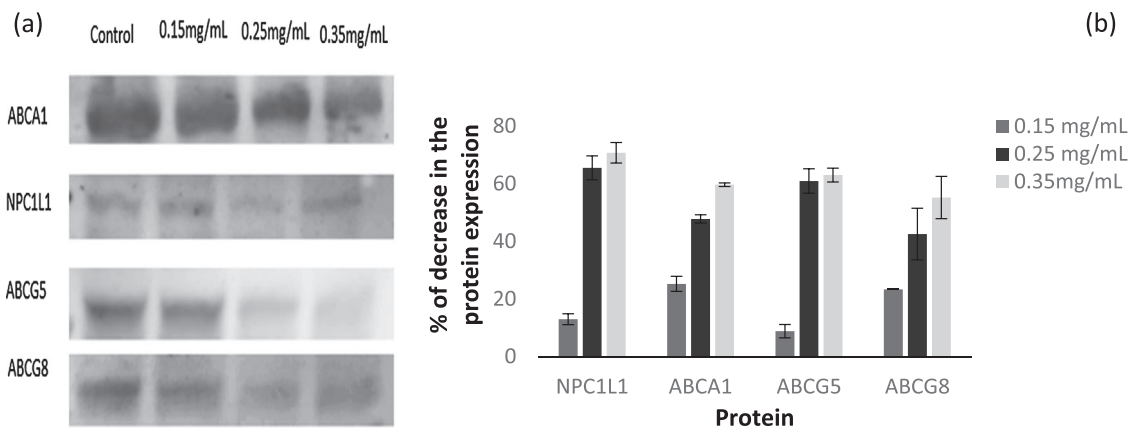 (a)
Control 0.15mg/mL 0.25mg/mL 0.35mg/mL
ABCA1
NPC1L1
ABCG5
ABCG8
(b)
% of decrease in the
protein expression
80
60
40
20
0
NPC1L1 ABCA1 ABCG5 ABCG8
Protein
0.15 mg/mL
0.25 mg/mL
0.35mg/mL